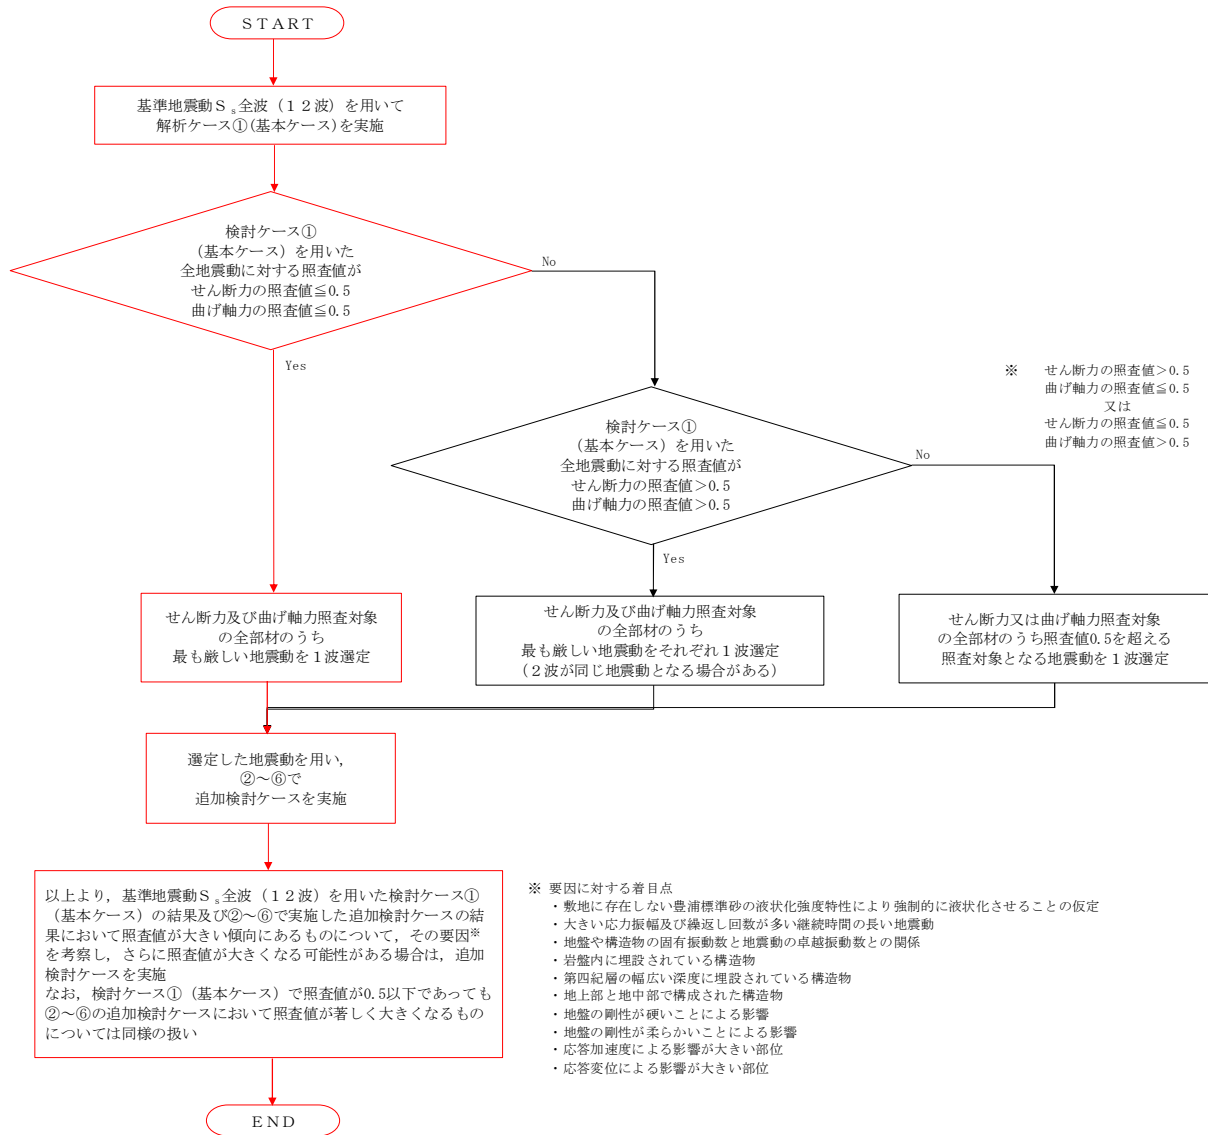 ＳＴＡＲＴ
基準地震動Ｓｓ全波（１２波）を用いて
解析ケース①(基本ケース)を実施
検討ケース①
（基本ケース）を用いた
全地震動に対する照査値が
せん断力の照査値≦0.5
曲げ軸力の照査値≦0.5
No
Yes
※　せん断力の照査値>0.5
曲げ軸力の照査値≦0.5
又は
せん断力の照査値≦0.5
曲げ軸力の照査値>0.5
検討ケース①
（基本ケース）を用いた
全地震動に対する照査値が
せん断力の照査値>0.5
曲げ軸力の照査値>0.5
No
Yes
せん断力及び曲げ軸力照査対象
の全部材のうち
最も厳しい地震動を１波選定
せん断力及び曲げ軸力照査対象
の全部材のうち
最も厳しい地震動をそれぞれ１波選定
（２波が同じ地震動となる場合がある）
せん断力又は曲げ軸力照査対象
の全部材のうち照査値0.5を超える
照査対象となる地震動を１波選定
選定した地震動を用い，
②～⑥で
追加検討ケースを実施
以上より，基準地震動Ｓｓ全波（１２波）を用いた検討ケース①
（基本ケース）の結果及び②～⑥で実施した追加検討ケースの結
果において照査値が大きい傾向にあるものについて，その要因※
を考察し，さらに照査値が大きくなる可能性がある場合は，追加
検討ケースを実施
なお，検討ケース①（基本ケース）で照査値が0.5以下であっても
②～⑥の追加検討ケースにおいて照査値が著しく大きくなるもの
については同様の扱い
※ 要因に対する着目点
・敷地に存在しない豊浦標準砂の液状化強度特性により強制的に液状化させることの仮定
・大きい応力振幅及び繰返し回数が多い継続時間の長い地震動
・地盤や構造物の固有振動数と地震動の卓越振動数との関係
・岩盤内に埋設されている構造物
・第四紀層の幅広い深度に埋設されている構造物
・地上部と地中部で構成された構造物
・地盤の剛性が硬いことによる影響
・地盤の剛性が柔らかいことによる影響
・応答加速度による影響が大きい部位
・応答変位による影響が大きい部位
ＥＮＤ